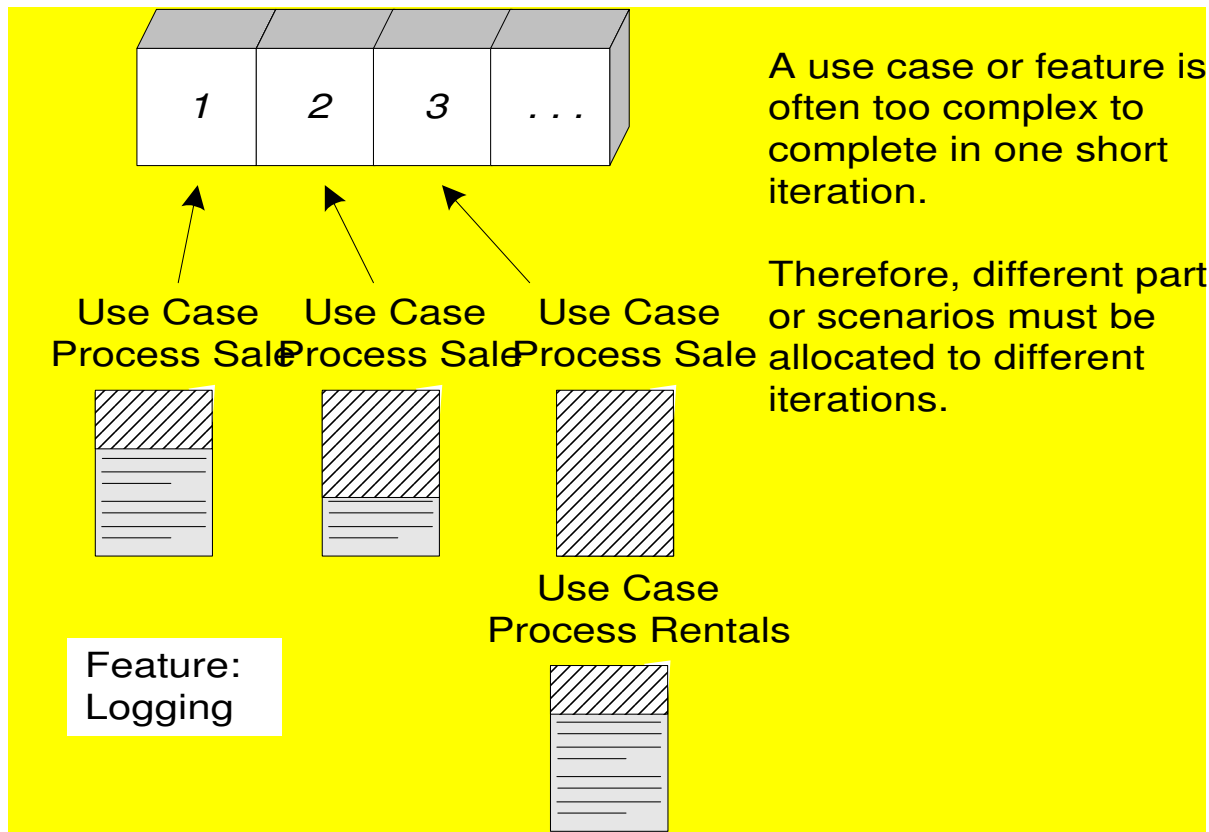 1 2 3 . . .
A use case or feature is
often too complex to
complete in one short
iteration.
Therefore, different part
or scenarios must be
allocated to different
iterations.
Use Case
Process Sale
Use Case
Process Sale
Use Case
Process Sale
Use Case
Process Rentals
Feature:
Logging